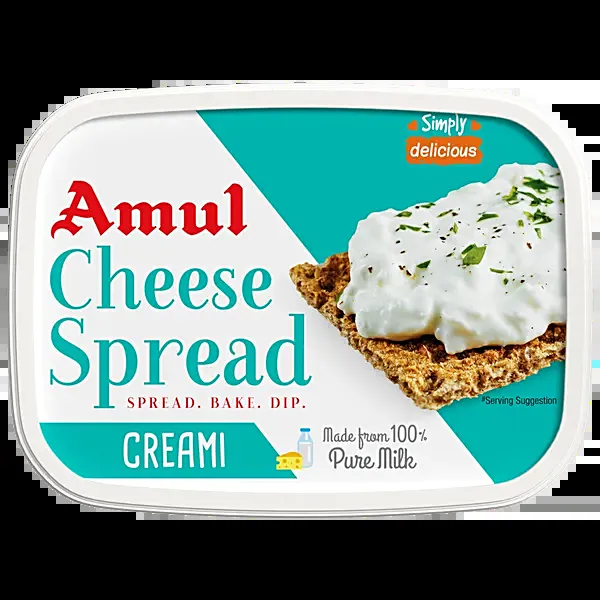 Simply
delicious
Amul
Cheese
Spread
SPREAD. BAKE. DIP.
#Serving Suggestion
CREAMI
Made from 100%
Pure Milk